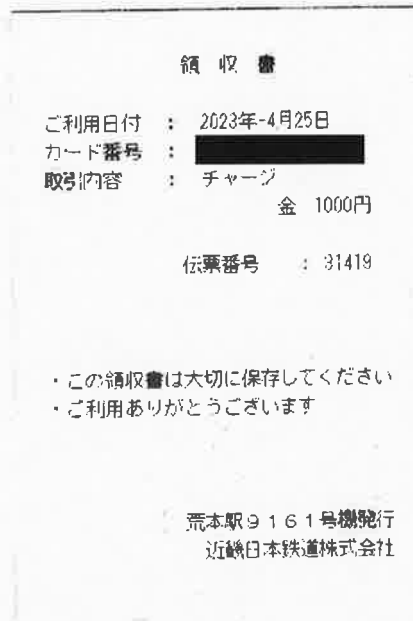 領収書
ご利用日付 : 2023年-4月25日
カード番号 :
取引内容 : チャージ
金 1000円
伝票番号 : 31419
・この領収書は大切に保存してください
・ご利用ありがとうございます
荒本駅9161号機発行
近畿日本鉄道株式会社